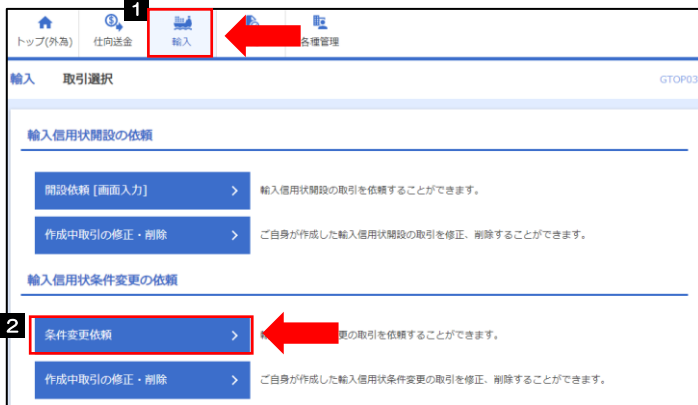 1
トップ(外為) 仕向送金 輸入 各種管理
輸入 取引選択 GTOP03
輸入信用状開設の依頼
開設依頼 [画面入力] 輸入信用状開設の取引を依頼することができます。
作成中取引の修正・削除 ご自身が作成した輸入信用状開設の取引を修正、削除することができます。
輸入信用状条件変更の依頼
2
条件変更依頼 更の取引を依頼することができます。
作成中取引の修正・削除 ご自身が作成した輸入信用状条件変更の取引を修正、削除することができます。